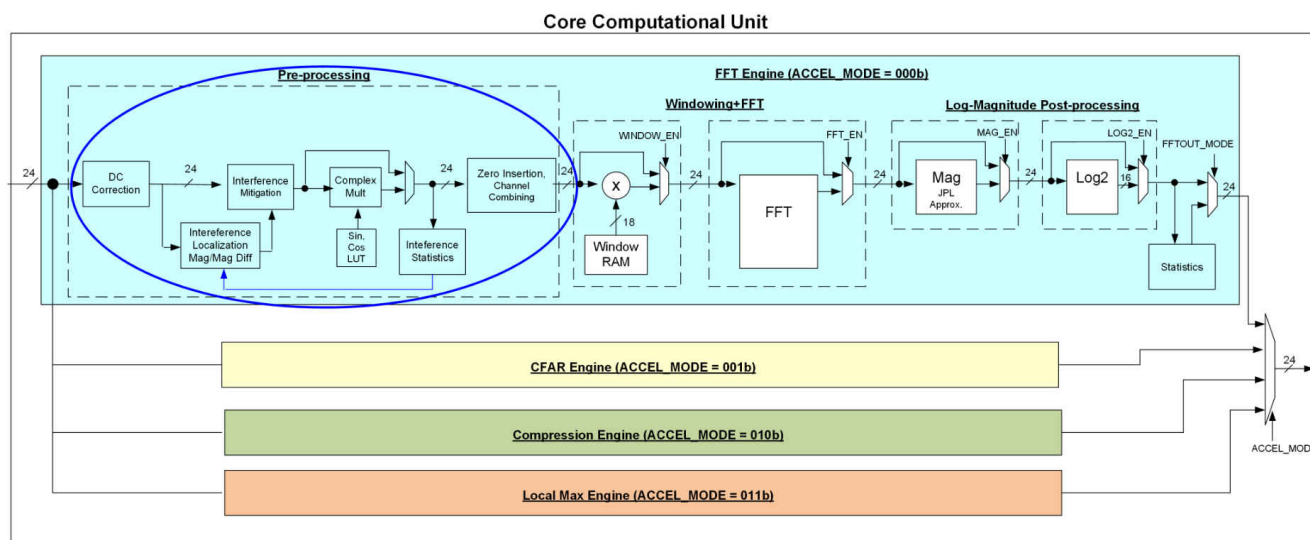 Core Computational Unit
FFT Engine (ACCEL_MODE = 000b)
Pre-processing
Windowing+FFT
Log-Magnitude Post-processing
24
DC
Correction
24
Interference
Mitigation
Intereference
Localization
Mag/Mag Diff
Complex
Mult
Sin,
Cos
LUT
24
Inteference
Statistics
Zero Insertion,
Channel
Combining
24
WINDOW_EN
X
18
Window
RAM
24
FFT_EN
FFT
24
MAG_EN
Mag
JPL
Approx.
24
LOG2_EN
Log2
16
FFTOUT_MODE
24
Statistics
CFAR Engine (ACCEL_MODE = 001b)
Compression Engine (ACCEL_MODE = 010b)
Local Max Engine (ACCEL_MODE = 011b)
24
ACCEL_MOD